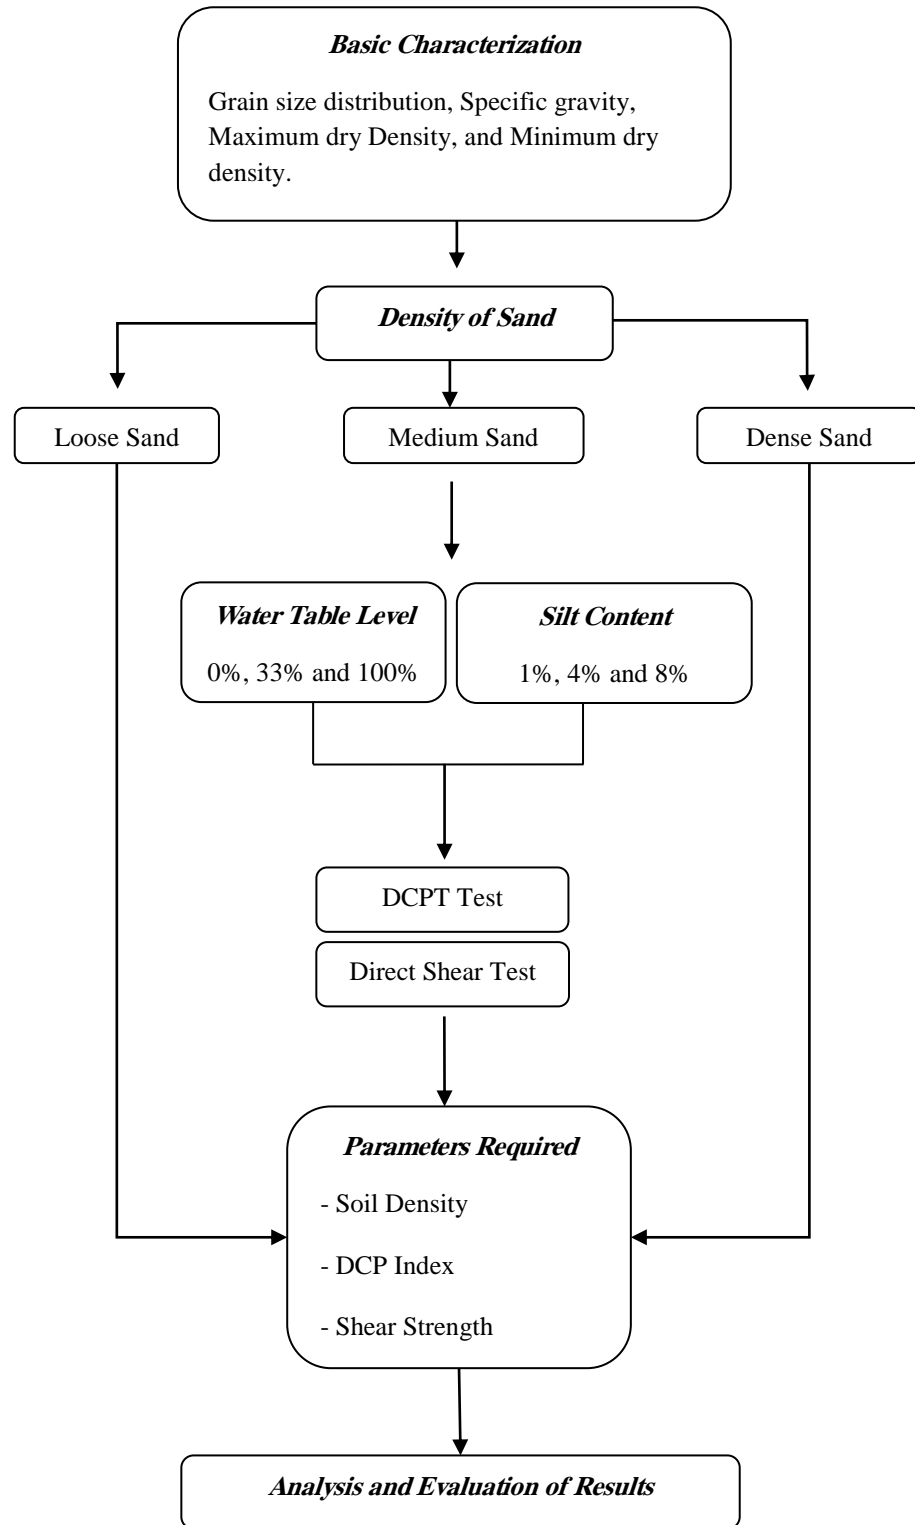 Basic Characterization
Grain size distribution, Specific gravity,
Maximum dry Density, and Minimum dry
density.
Density of Sand
Loose Sand
Medium Sand
Dense Sand
Water Table Level
0%, 33% and 100%
Silt Content
1%, 4% and 8%
DCPT Test
Direct Shear Test
Parameters Required
- Soil Density
- DCP Index
- Shear Strength
Analysis and Evaluation of Results